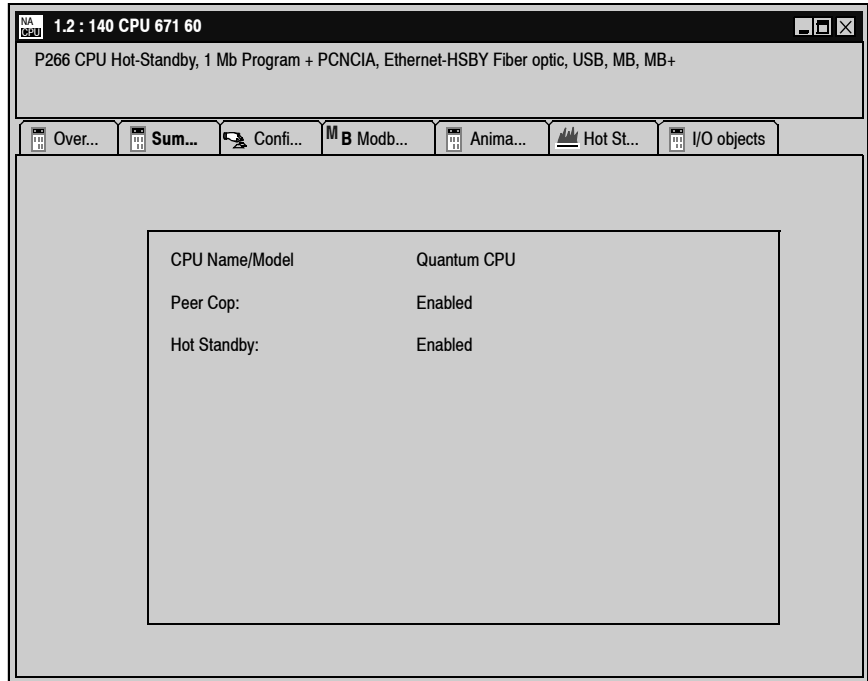 NA CPU 1.2 : 140 CPU 671 60
P266 CPU Hot-Standby, 1 Mb Program + PCNCIA, Ethernet-HSBY Fiber optic, USB, MB, MB+
Over... Sum... Confi... MB Modb... Anima... Hot St... I/O objects
CPU Name/Model Quantum CPU
Peer Cop: Enabled
Hot Standby: Enabled